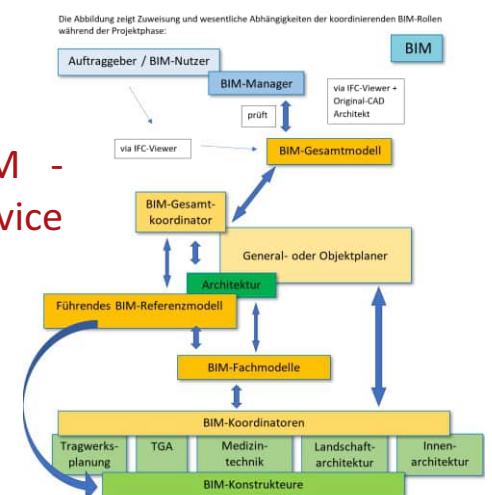 Die Abbildung zeigt Zuweisung und wesentliche Abhängigkeiten der koordinierenden BIM-Rollen
während der Projektphase:
BIM
Auftraggeber / BIM-Nutzer
BIM-Manager
via IFC-Viewer +
Original-CAD
Architekt
prüft
via IFC-Viewer
BIM-Gesamtmodell
M -
vice
BIM-Gesamt-
koordinator
General- oder Objektplaner
Architektur
Führendes BIM-Referenzmodell
BIM-Fachmodelle
BIM-Koordinatoren
Tragwerks-
planung
TGA
Medizin-
technik
Landschaft-
architektur
Innen-
architektur
BIM-Konstrukteure